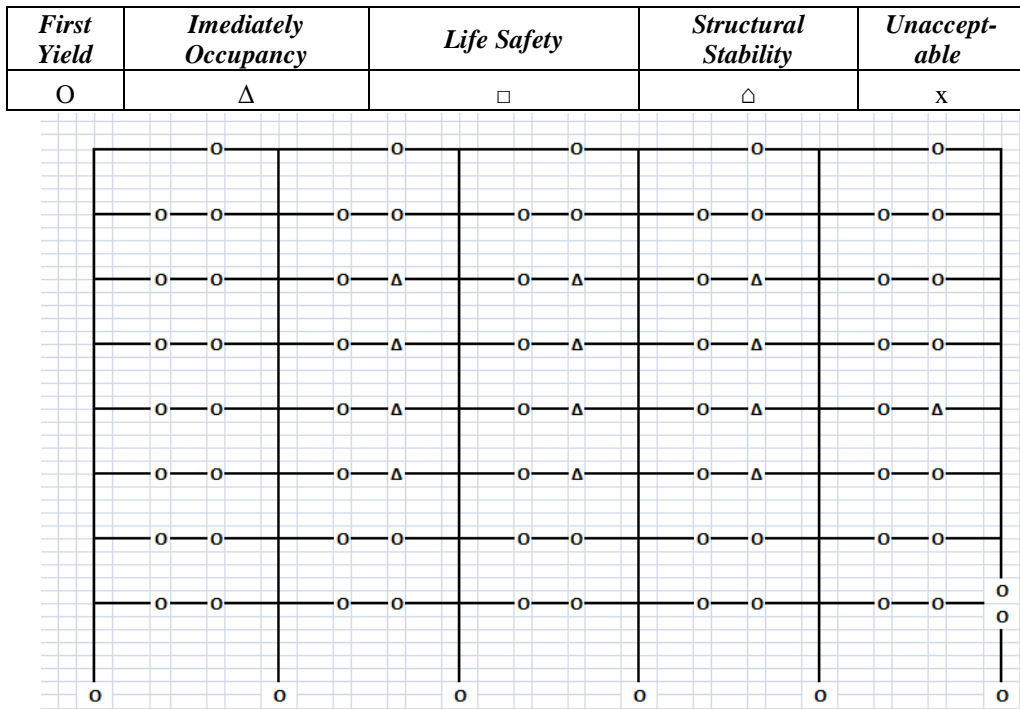 First
Yield
Imediately
Occupancy
Life Safety
Structural
Stability
Unaccept-
able
O
Δ
□
⌂
x
O O O O O
O O O O O O O O O O
O O O Δ O Δ O Δ O O
O O O Δ O Δ O Δ O O
O O O Δ O Δ O Δ O Δ
O O O Δ O Δ O Δ O O
O O O O O O O O O O
O
O O O O O O O O O O
O
O O O O O O